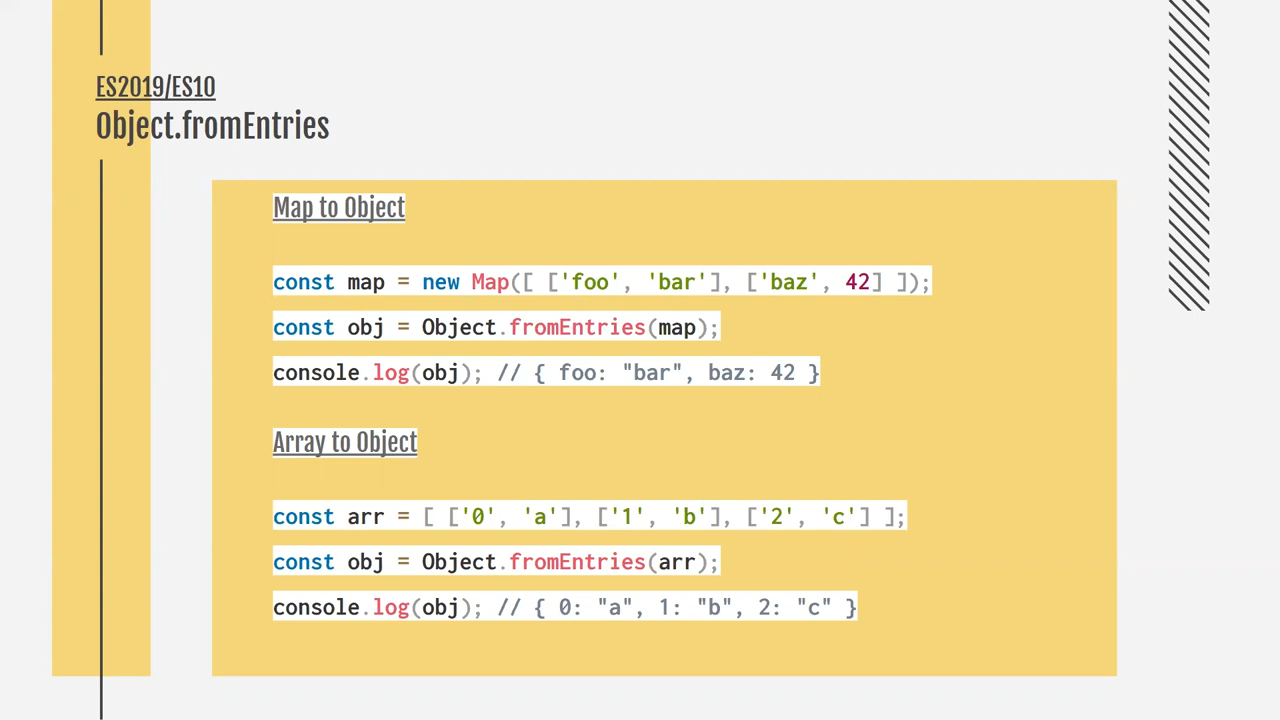 ES2019/ES10
Object.fromEntries
Map to Object
const map = new Map([ ['foo', 'bar'], ['baz', 42] ]);
const obj = Object.fromEntries(map);
console.log(obj); // { foo: "bar", baz: 42 }
Array to Object
const arr = [ ['0', 'a'], ['1', 'b'], ['2', 'c'] ];
const obj = Object.fromEntries(arr);
console.log(obj); // { 0: "a", 1: "b", 2: "c" }